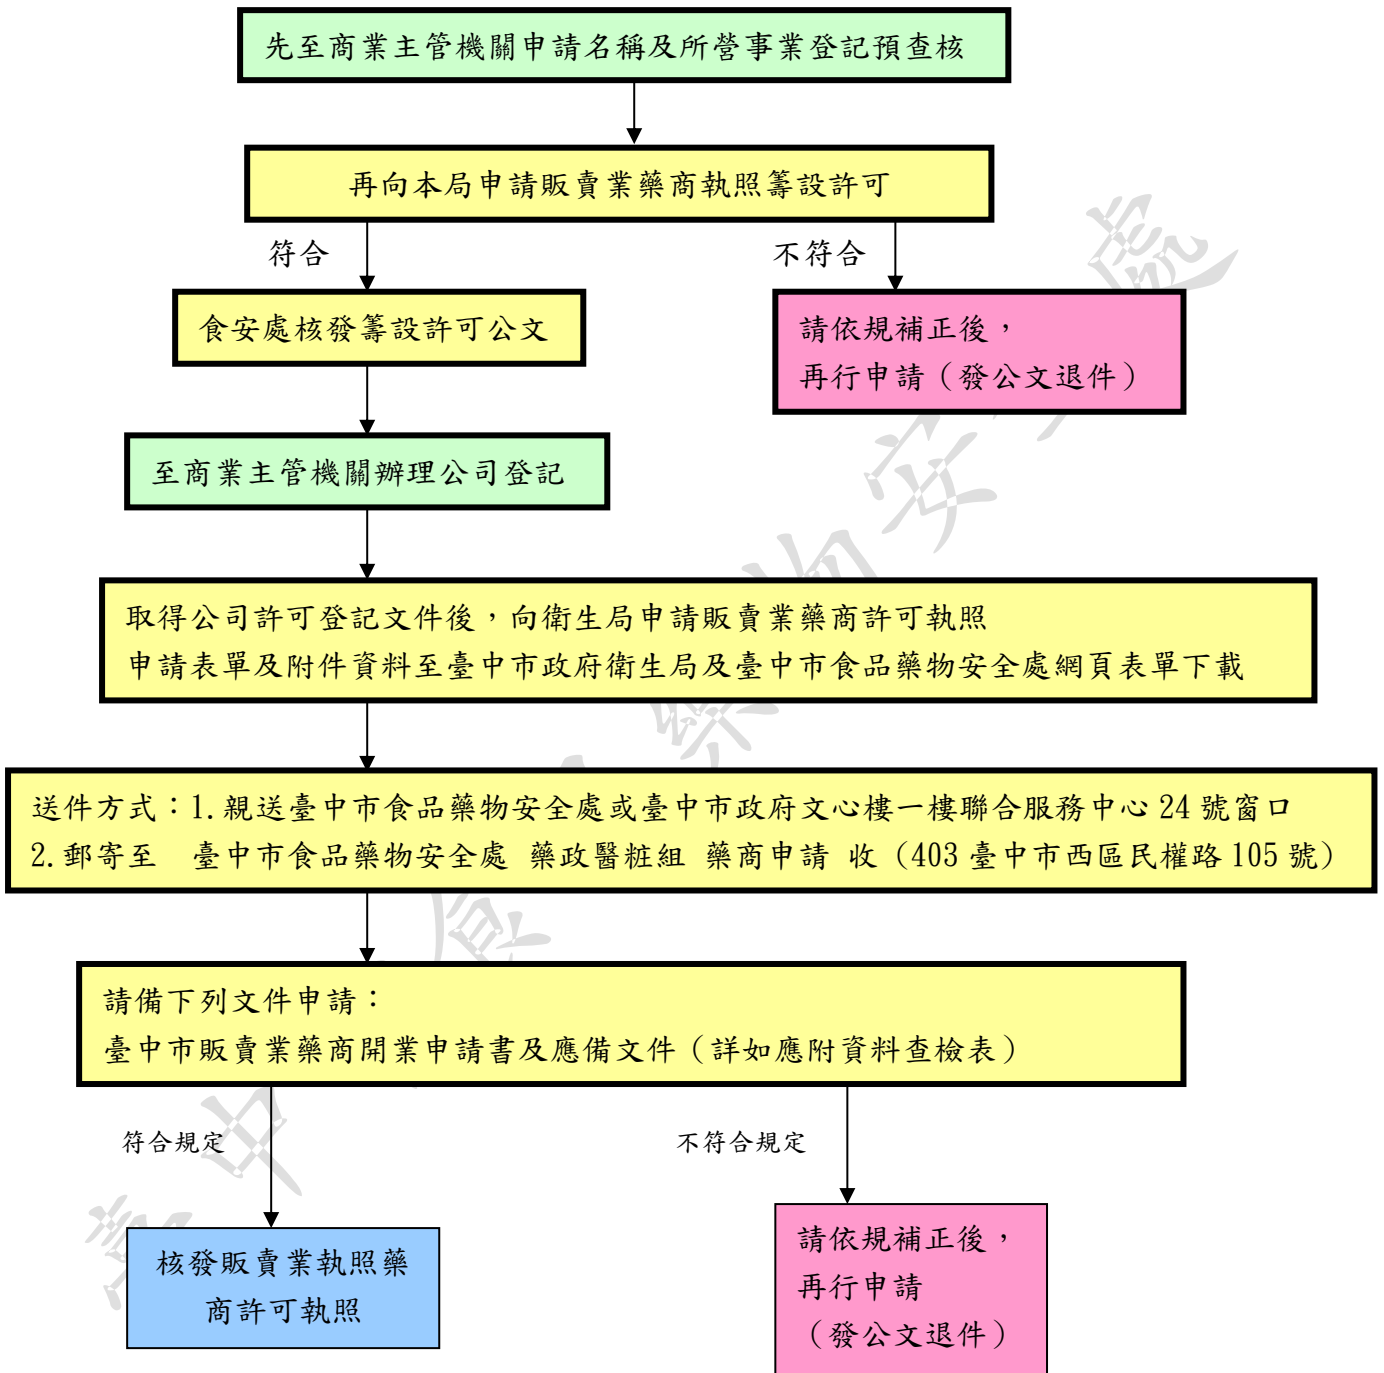 先至商業主管機關申請名稱及所營事業登記預查核
再向本局申請販賣業藥商執照籌設許可
符合
不符合
食安處核發籌設許可公文
請依規補正後，
再行申請（發公文退件）
至商業主管機關辦理公司登記
取得公司許可登記文件後，向衛生局申請販賣業藥商許可執照
申請表單及附件資料至臺中市政府衛生局及臺中市食品藥物安全處網頁表單下載
送件方式：1.親送臺中市食品藥物安全處或臺中市政府文心樓一樓聯合服務中心 24 號窗口
2.郵寄至　臺中市食品藥物安全處 藥政醫粧組 藥商申請 收（403 臺中市西區民權路 105 號）
請備下列文件申請：
臺中市販賣業藥商開業申請書及應備文件（詳如應附資料查檢表）
符合規定
不符合規定
核發販賣業執照藥
商許可執照
請依規補正後，
再行申請
（發公文退件）